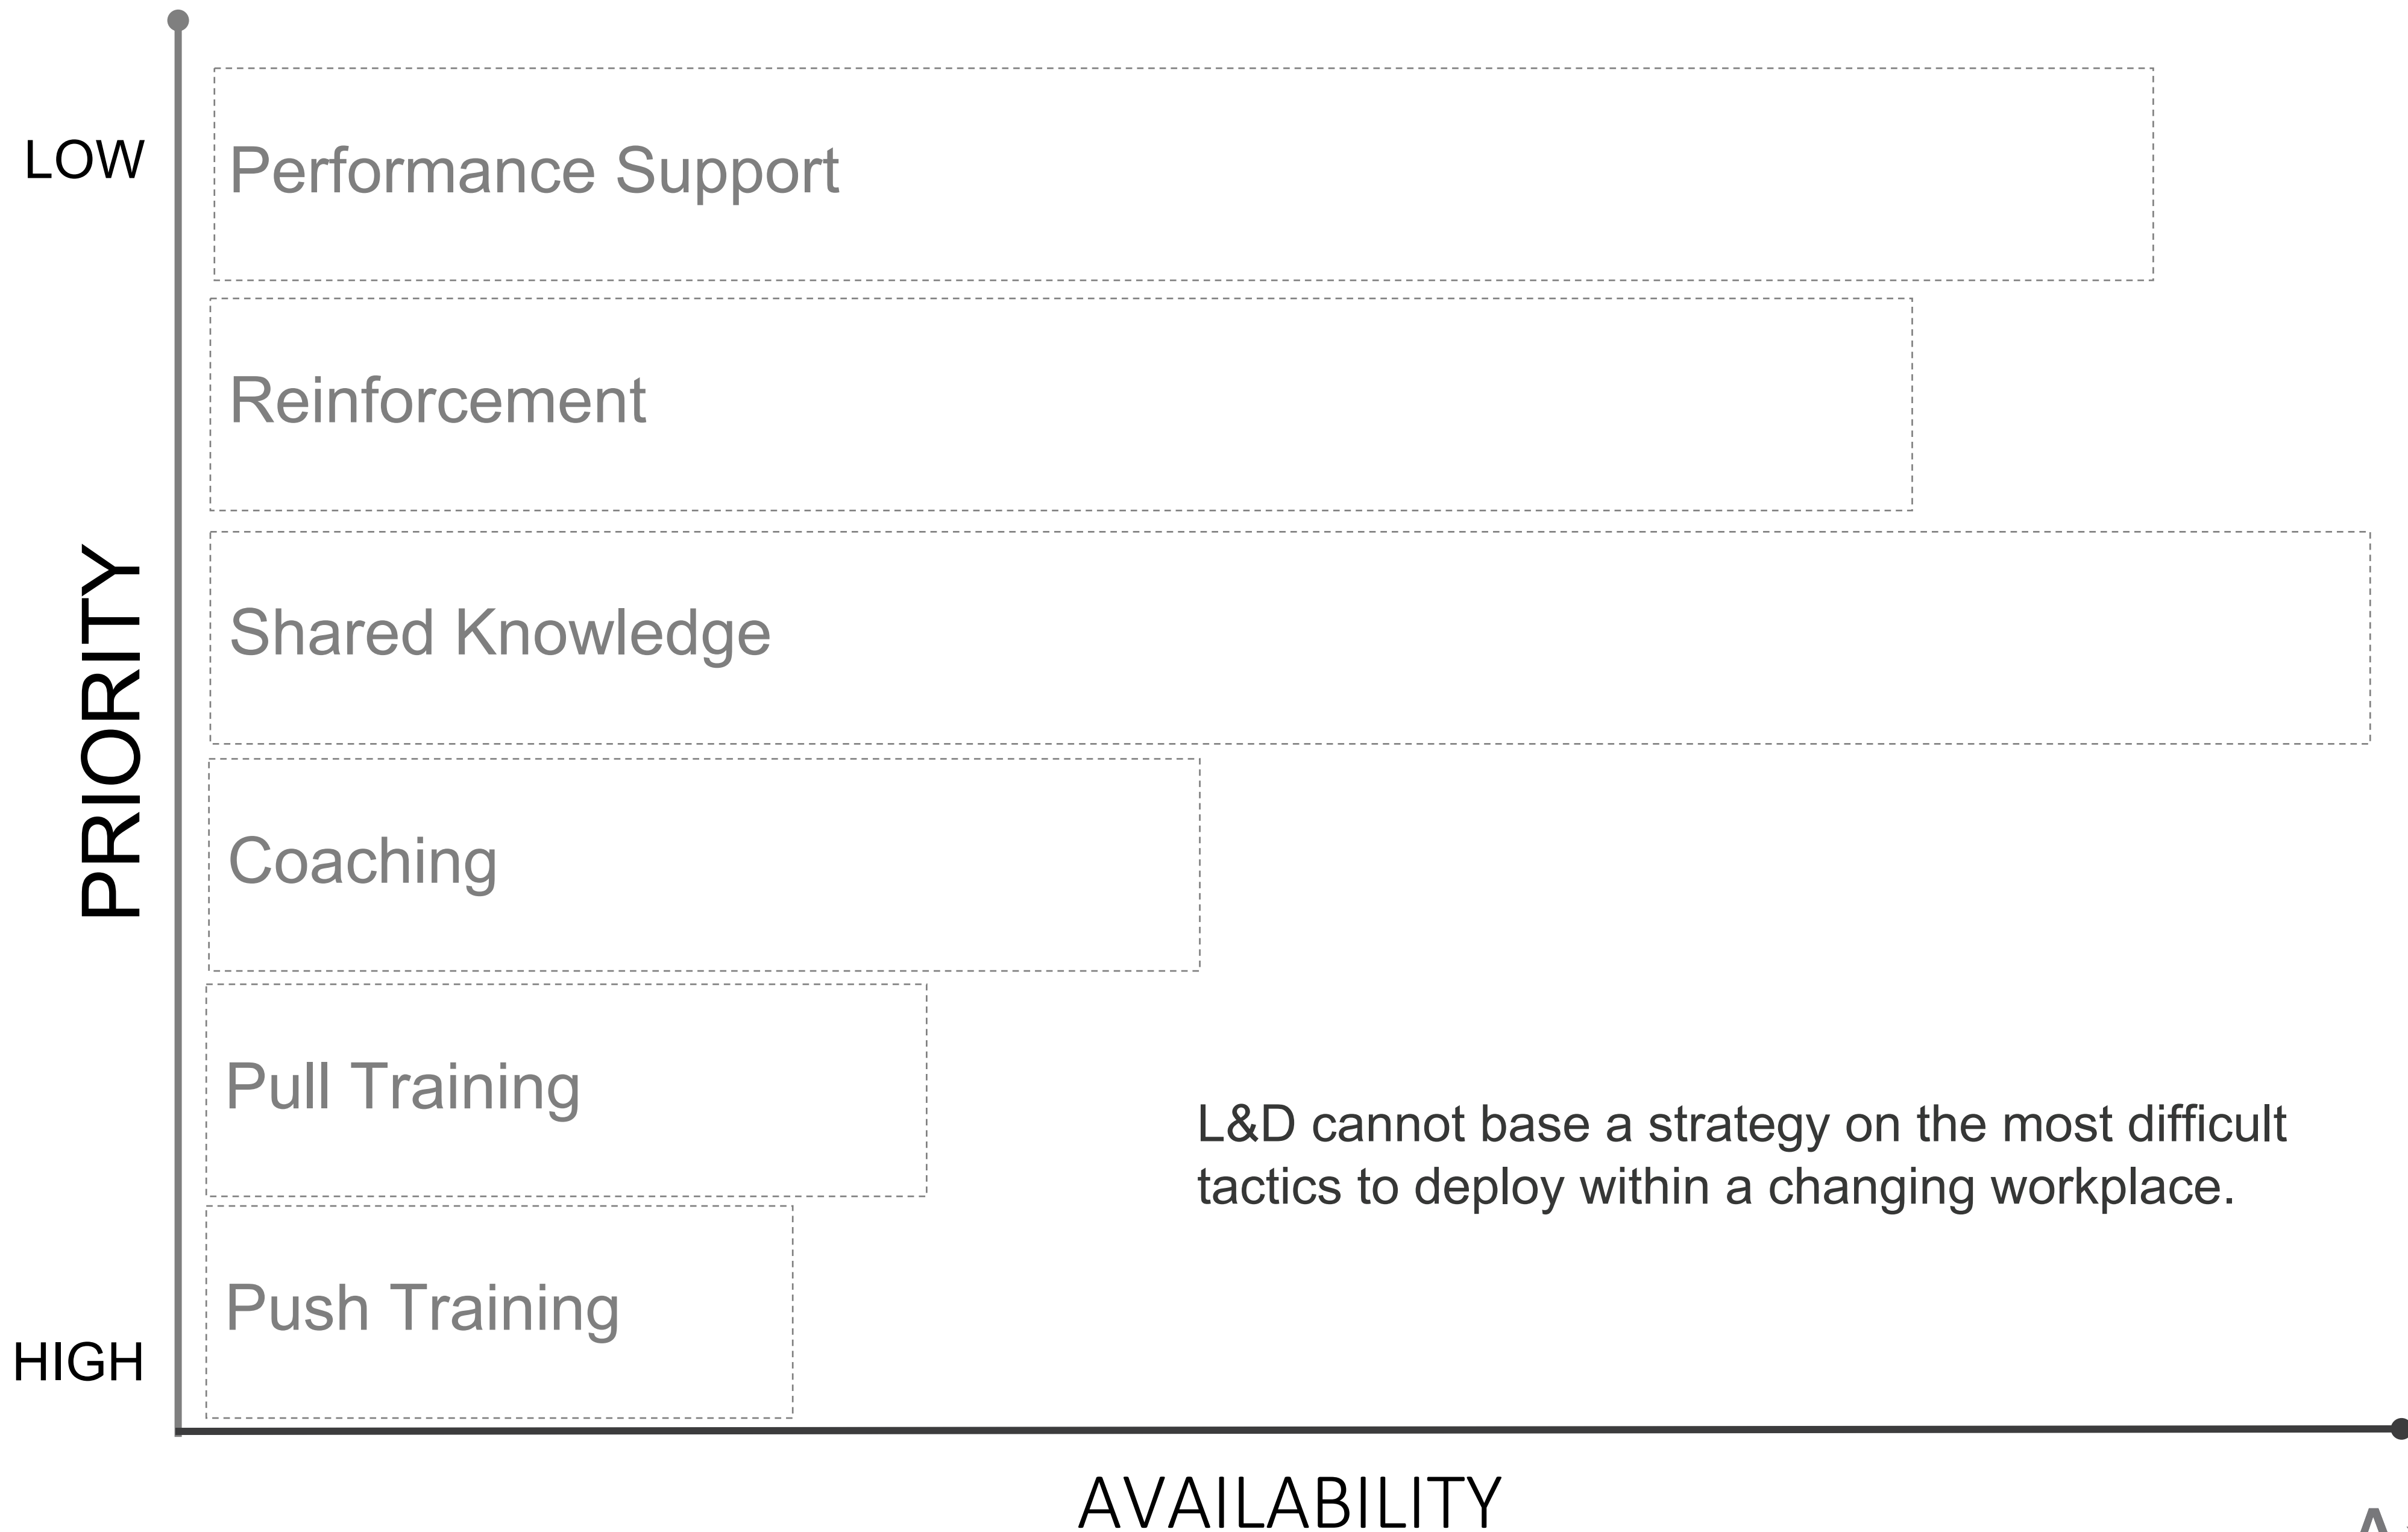 LOW
Performance Support
Reinforcement
PRIORITY
Shared Knowledge
Coaching
Pull Training
L&D cannot base a strategy on the most difficult
tactics to deploy within a changing workplace.
Push Training
HIGH
AVAILABILITY